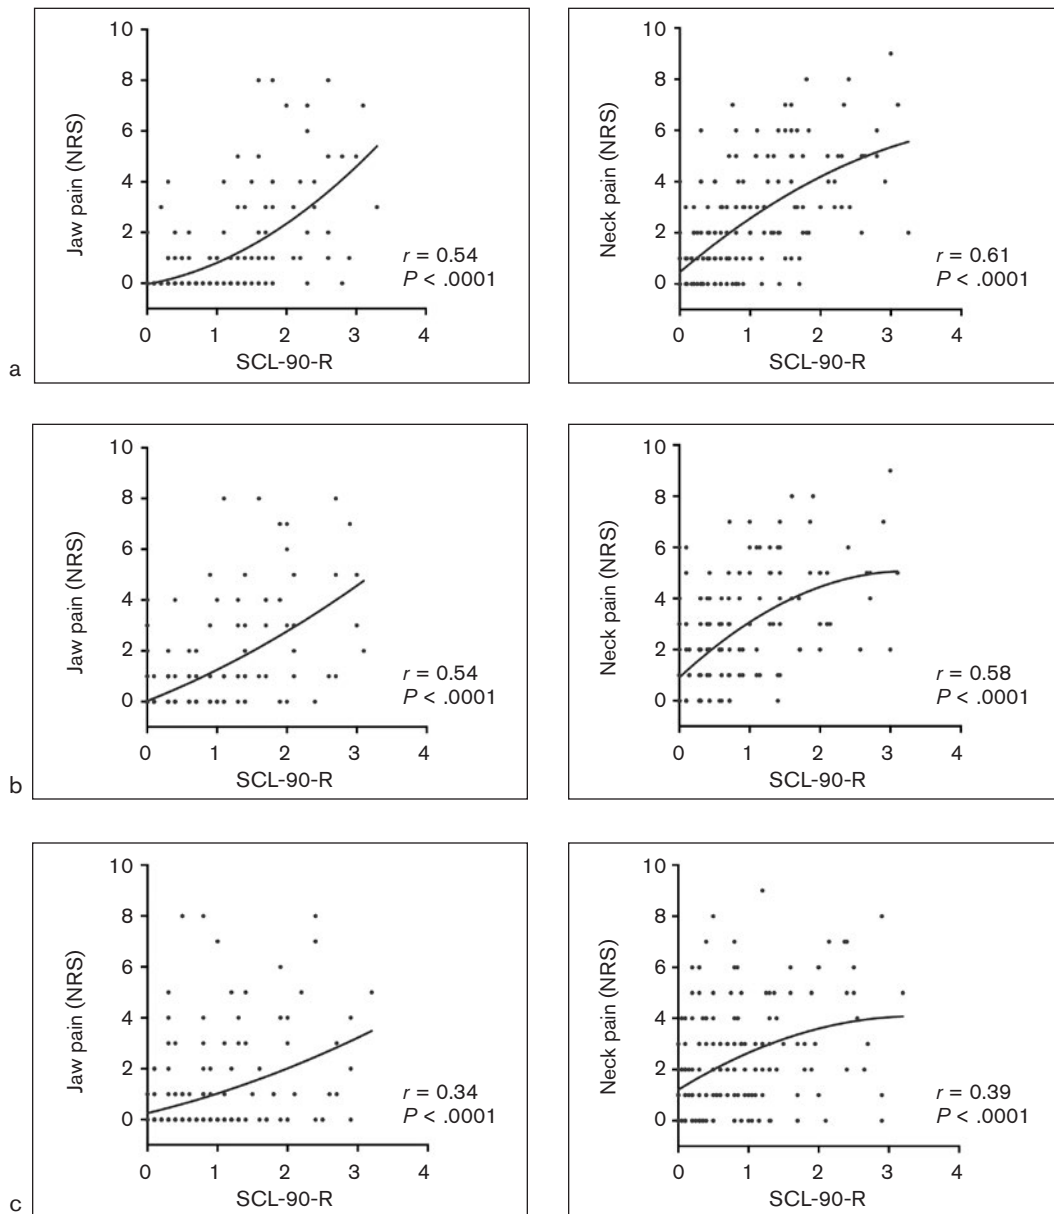 10
8
6
4
2
0
Jaw pain (NRS)
r = 0.54
P < .0001
0 1 2 3 4
SCL-90-R
10
8
6
4
2
0
Neck pain (NRS)
r = 0.61
P < .0001
0 1 2 3 4
SCL-90-R
a
10
8
6
4
2
0
Jaw pain (NRS)
r = 0.54
P < .0001
0 1 2 3 4
SCL-90-R
10
8
6
4
2
0
Neck pain (NRS)
r = 0.58
P < .0001
0 1 2 3 4
SCL-90-R
b
10
8
6
4
2
0
Jaw pain (NRS)
r = 0.34
P < .0001
0 1 2 3 4
SCL-90-R
10
8
6
4
2
0
Neck pain (NRS)
r = 0.39
P < .0001
0 1 2 3 4
SCL-90-R
c